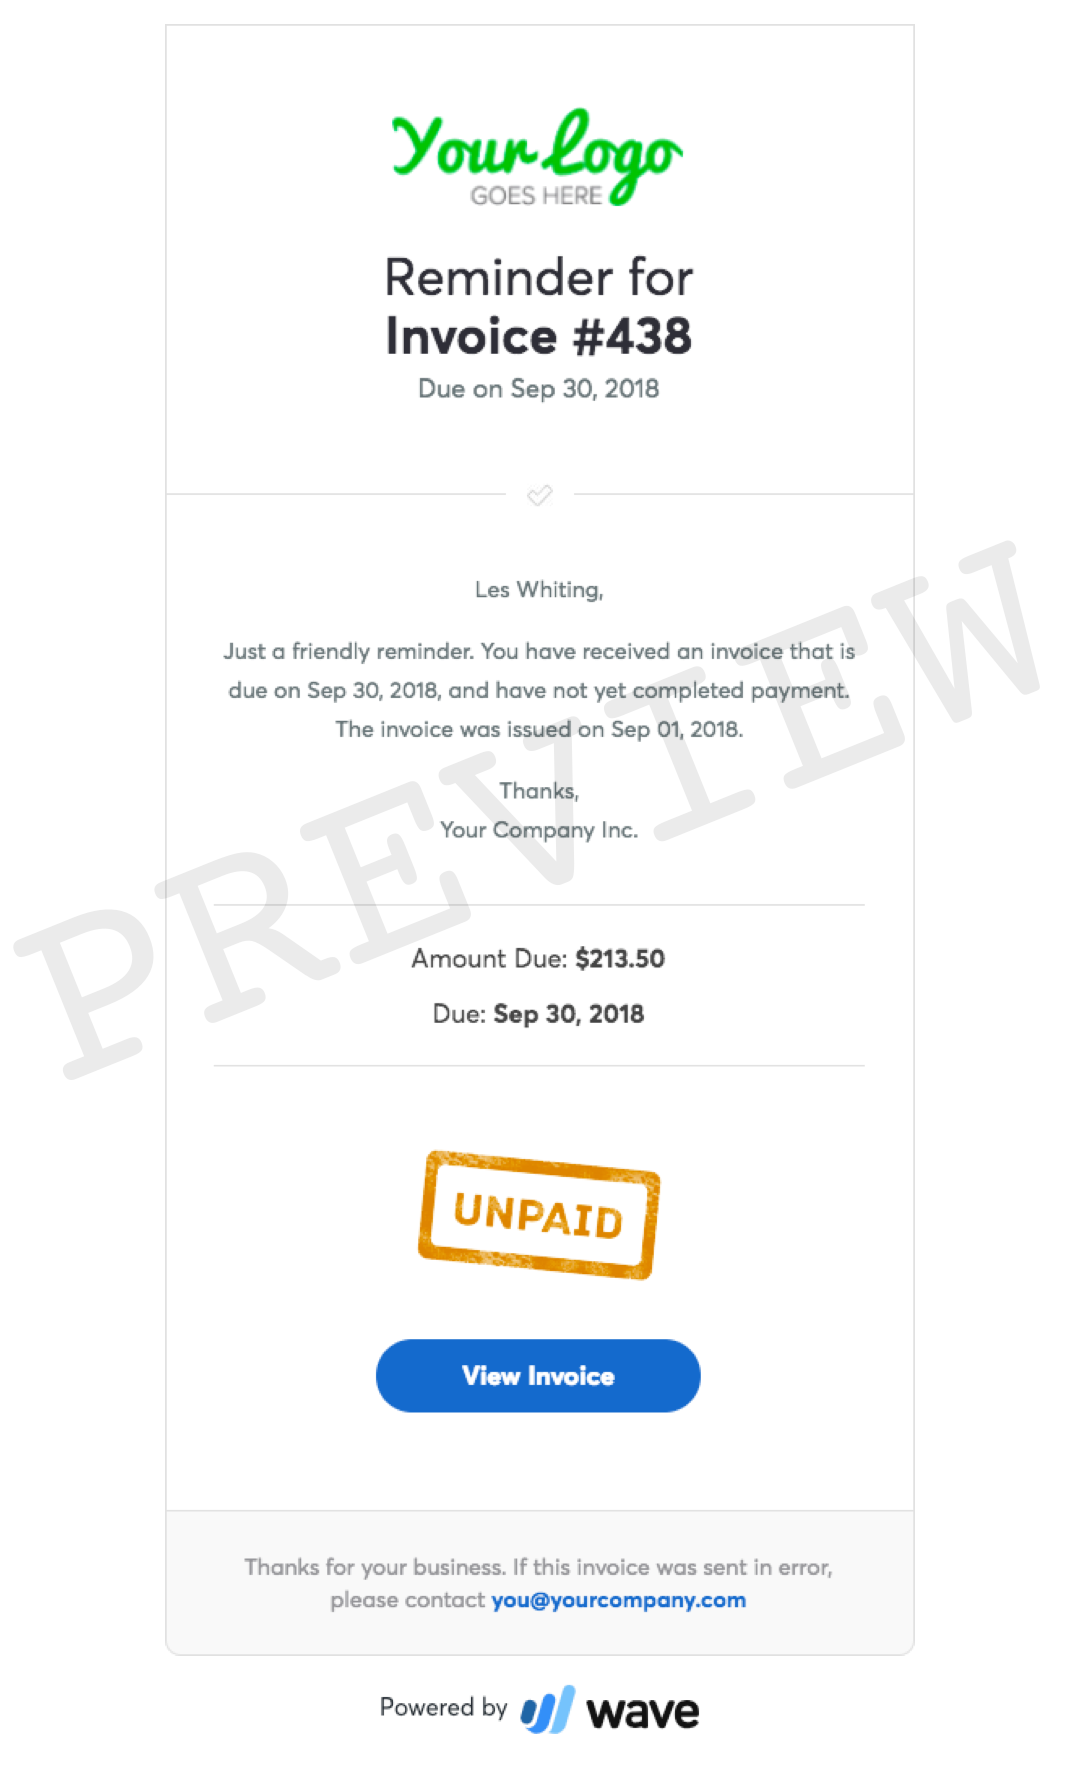 Your Logo
GOES HERE
Reminder for
Invoice #438
Due on Sep 30, 2018
Les Whiting,
Just a friendly reminder. You have received an invoice that is
due on Sep 30, 2018, and have not yet completed payment.
The invoice was issued on Sep 01, 2018.
Thanks,
Your Company Inc.
PREVIEW
Amount Due: $213.50
Due: Sep 30, 2018
UNPAID
View Invoice
Thanks for your business. If this invoice was sent in error,
please contact you@yourcompany.com
Powered by wave